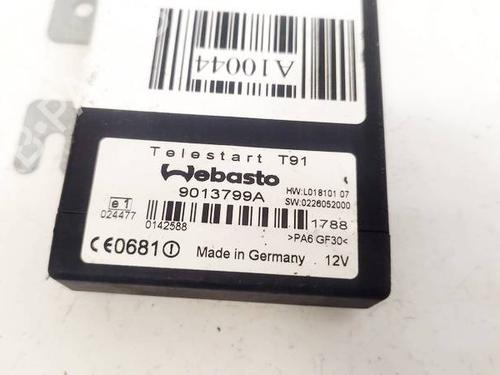 A10044
Telestart T91
Webasto
9013799A
HW:L018101 07
SW:0226052000
e1
024477
0142588
1788
>PA6 GF30<
CE0681
Made in Germany
12V